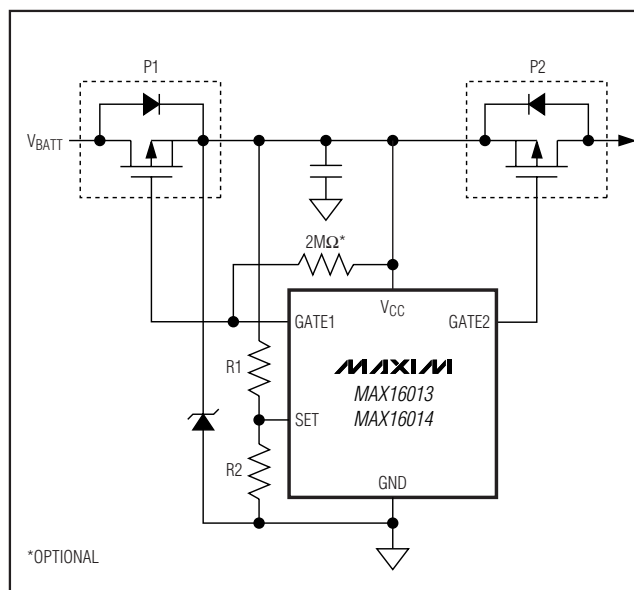 P1
P2
VBATT
2MΩ*
VCC
GATE1
GATE2
R1
MAXIM
MAX16013
MAX16014
SET
R2
GND
*OPTIONAL